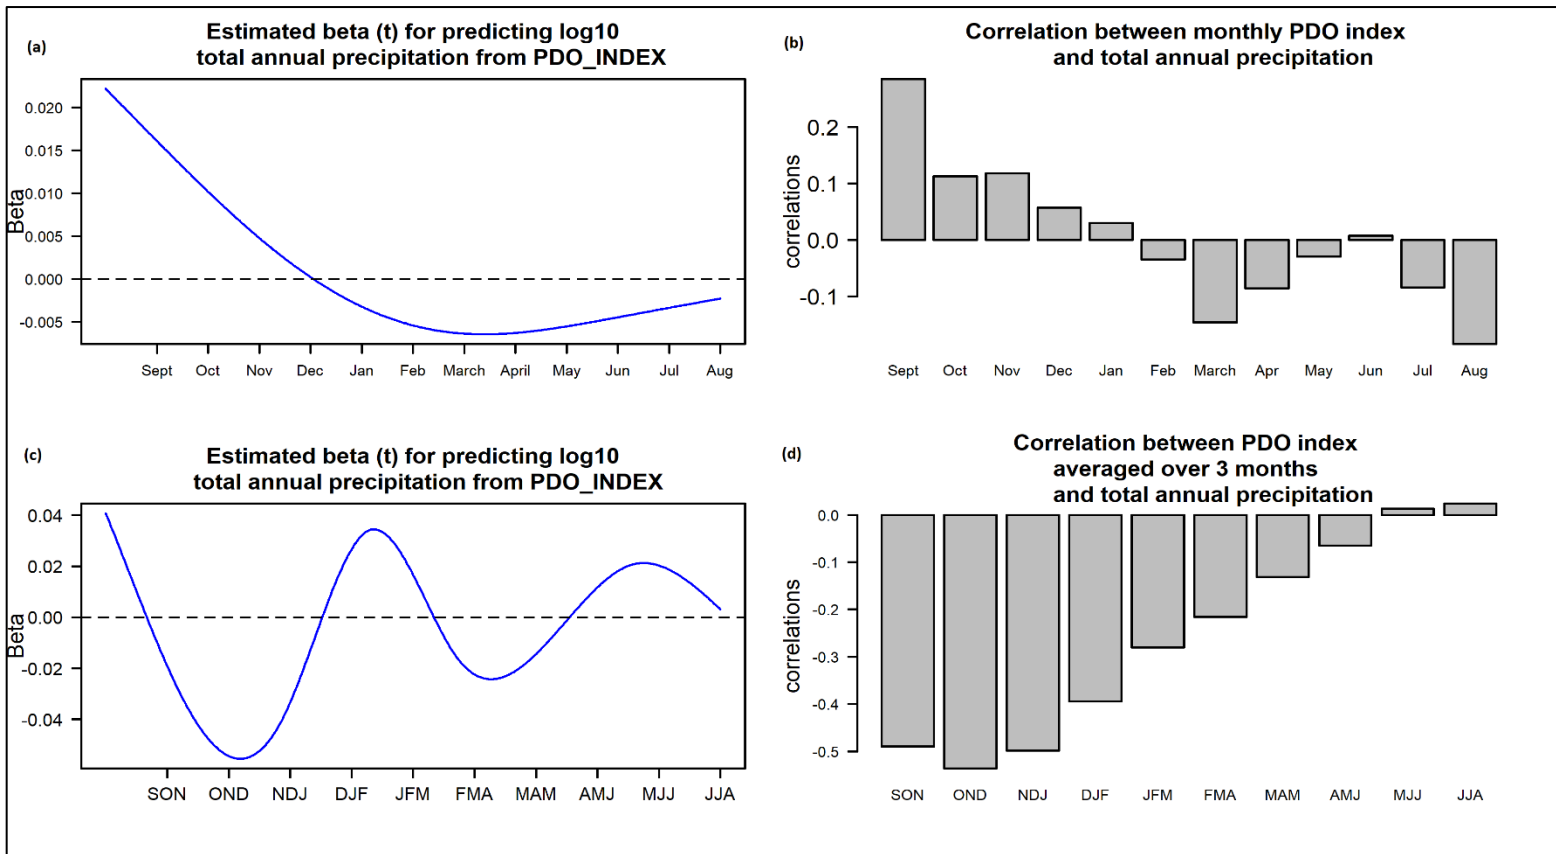 (a)
Estimated beta (t) for predicting log10
total annual precipitation from PDO_INDEX
Beta
0.020
0.015
0.010
0.005
0.000
-0.005
Sept Oct Nov Dec Jan Feb March April May Jun Jul Aug
(b)
Correlation between monthly PDO index
and total annual precipitation
correlations
0.2
0.1
0.0
-0.1
Sept Oct Nov Dec Jan Feb March Apr May Jun Jul Aug
(c)
Estimated beta (t) for predicting log10
total annual precipitation from PDO_INDEX
Beta
0.04
0.02
0.00
-0.02
-0.04
SON OND NDJ DJF JFM FMA MAM AMJ MJJ JJA
(d)
Correlation between PDO index
averaged over 3 months
and total annual precipitation
correlations
0.0
-0.1
-0.2
-0.3
-0.4
-0.5
SON OND NDJ DJF JFM FMA MAM AMJ MJJ JJA